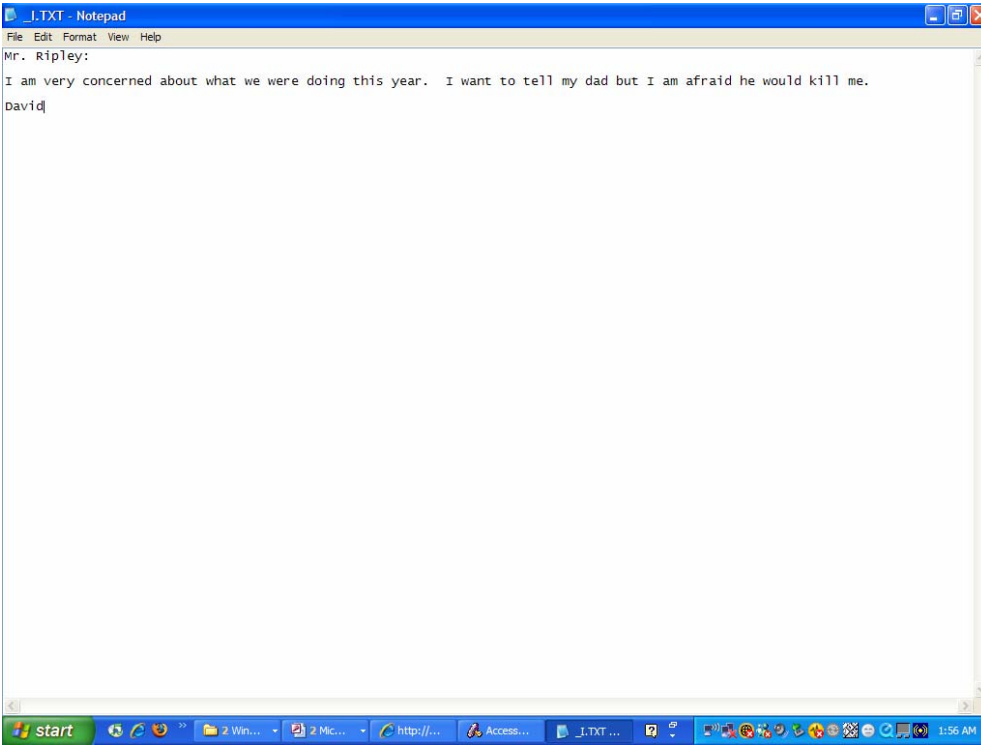 _I.TXT - Notepad
File Edit Format View Help
Mr. Ripley:
I am very concerned about what we were doing this year.  I want to tell my dad but I am afraid he would kill me.
David
start
2 Win...
2 Mic...
http://...
Access...
_I.TXT ...
1:56 AM